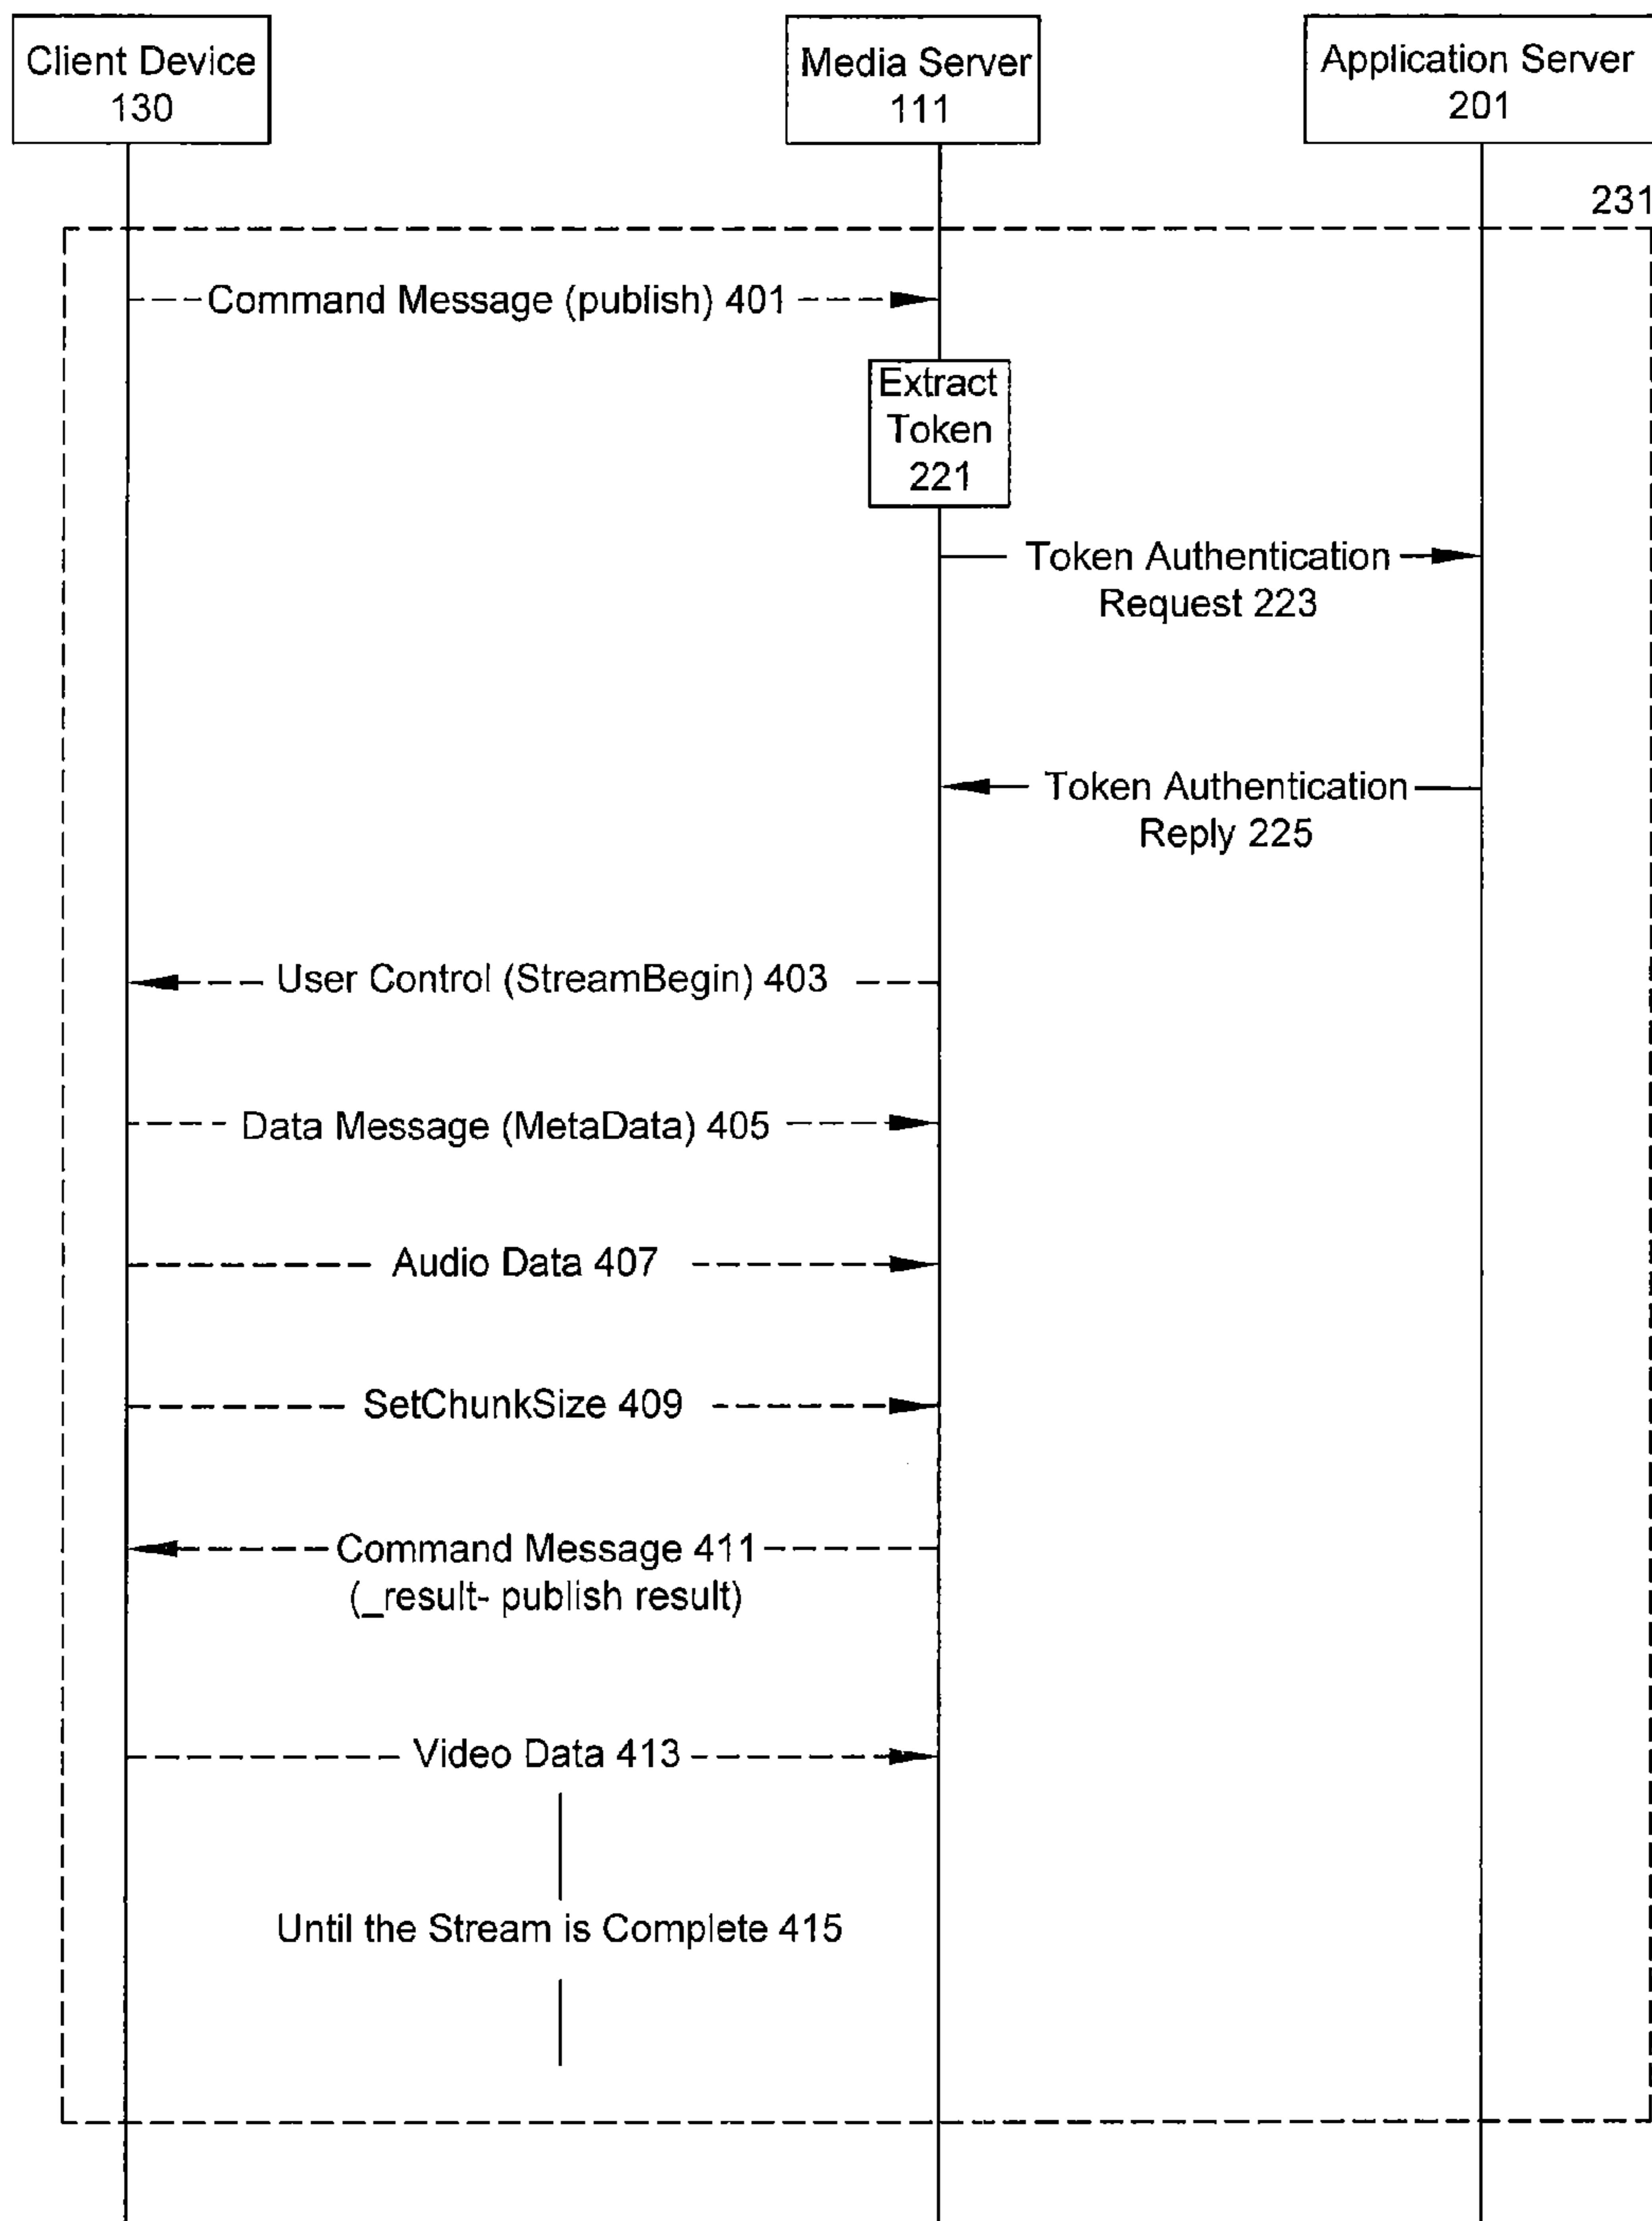 Client Device
130
Media Server
111
Application Server
201
231
Command Message (publish) 401
Extract
Token
221
Token Authentication
Request 223
Token Authentication
Reply 225
User Control (StreamBegin) 403
Data Message (MetaData) 405
Audio Data 407
SetChunkSize 409
Command Message 411
(_result- publish result)
Video Data 413
Until the Stream is Complete 415